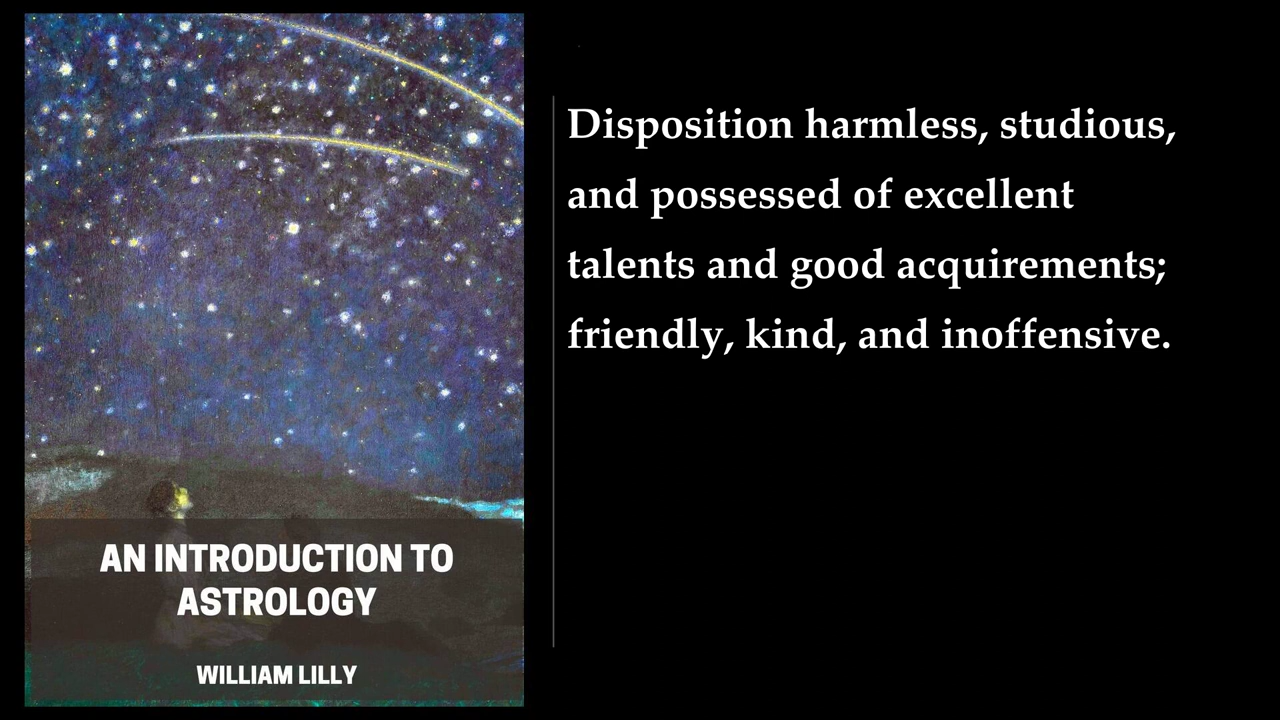 Disposition harmless, studious,
and possessed of excellent
talents and good acquirements;
friendly, kind, and inoffensive.
AN INTRODUCTION TO
ASTROLOGY
WILLIAM LILLY